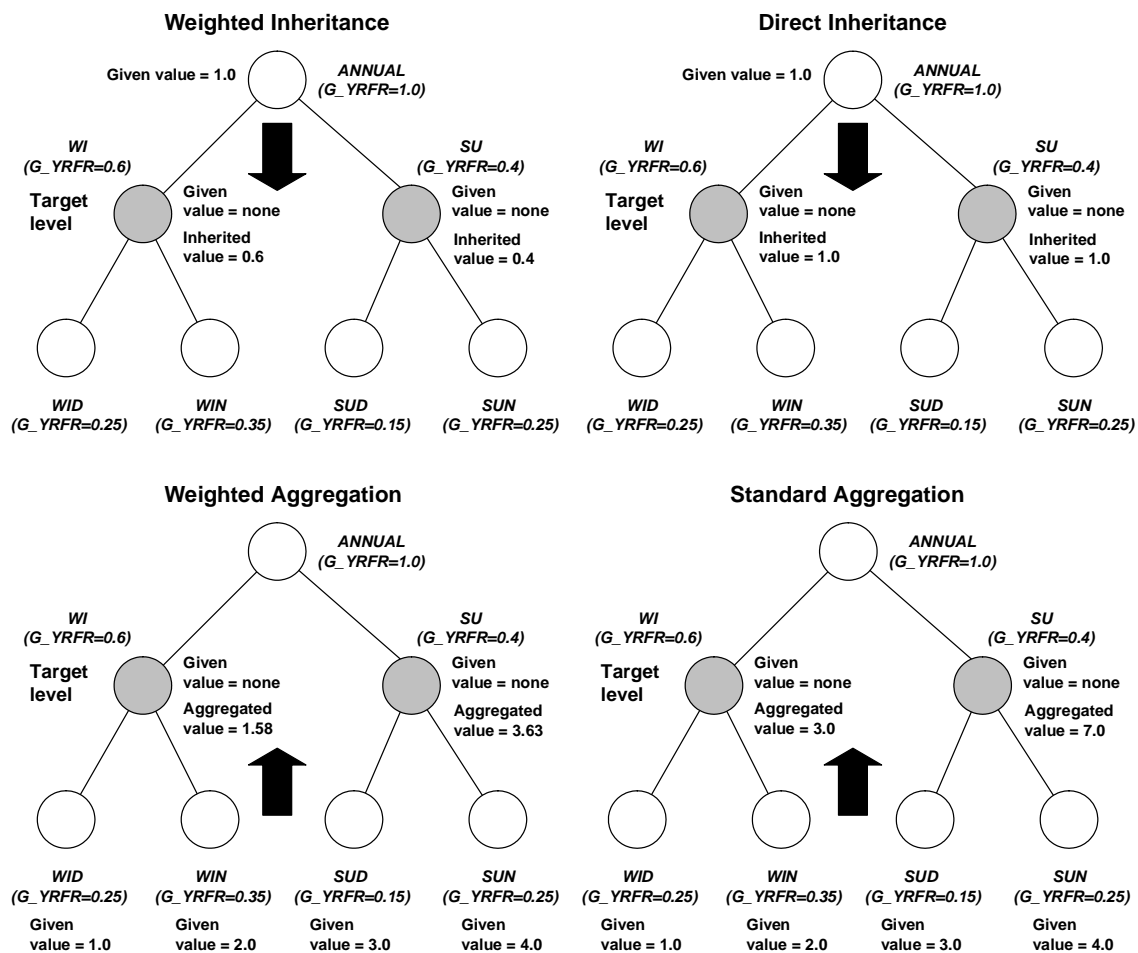 Weighted Inheritance
Given value = 1.0
ANNUAL
(G_YRFR=1.0)
WI
(G_YRFR=0.6)
SU
(G_YRFR=0.4)
Target
level
Given
value = none
Inherited
value = 0.6
Given
value = none
Inherited
value = 0.4
WID
(G_YRFR=0.25)
WIN
(G_YRFR=0.35)
SUD
(G_YRFR=0.15)
SUN
(G_YRFR=0.25)
Direct Inheritance
Given value = 1.0
ANNUAL
(G_YRFR=1.0)
WI
(G_YRFR=0.6)
SU
(G_YRFR=0.4)
Target
level
Given
value = none
Inherited
value = 1.0
Given
value = none
Inherited
value = 1.0
WID
(G_YRFR=0.25)
WIN
(G_YRFR=0.35)
SUD
(G_YRFR=0.15)
SUN
(G_YRFR=0.25)
Weighted Aggregation
ANNUAL
(G_YRFR=1.0)
WI
(G_YRFR=0.6)
SU
(G_YRFR=0.4)
Target
level
Given
value = none
Aggregated
value = 1.58
Given
value = none
Aggregated
value = 3.63
WID
(G_YRFR=0.25)
Given
value = 1.0
WIN
(G_YRFR=0.35)
Given
value = 2.0
SUD
(G_YRFR=0.15)
Given
value = 3.0
SUN
(G_YRFR=0.25)
Given
value = 4.0
Standard Aggregation
ANNUAL
(G_YRFR=1.0)
WI
(G_YRFR=0.6)
SU
(G_YRFR=0.4)
Target
level
Given
value = none
Aggregated
value = 3.0
Given
value = none
Aggregated
value = 7.0
WID
(G_YRFR=0.25)
Given
value = 1.0
WIN
(G_YRFR=0.35)
Given
value = 2.0
SUD
(G_YRFR=0.15)
Given
value = 3.0
SUN
(G_YRFR=0.25)
Given
value = 4.0